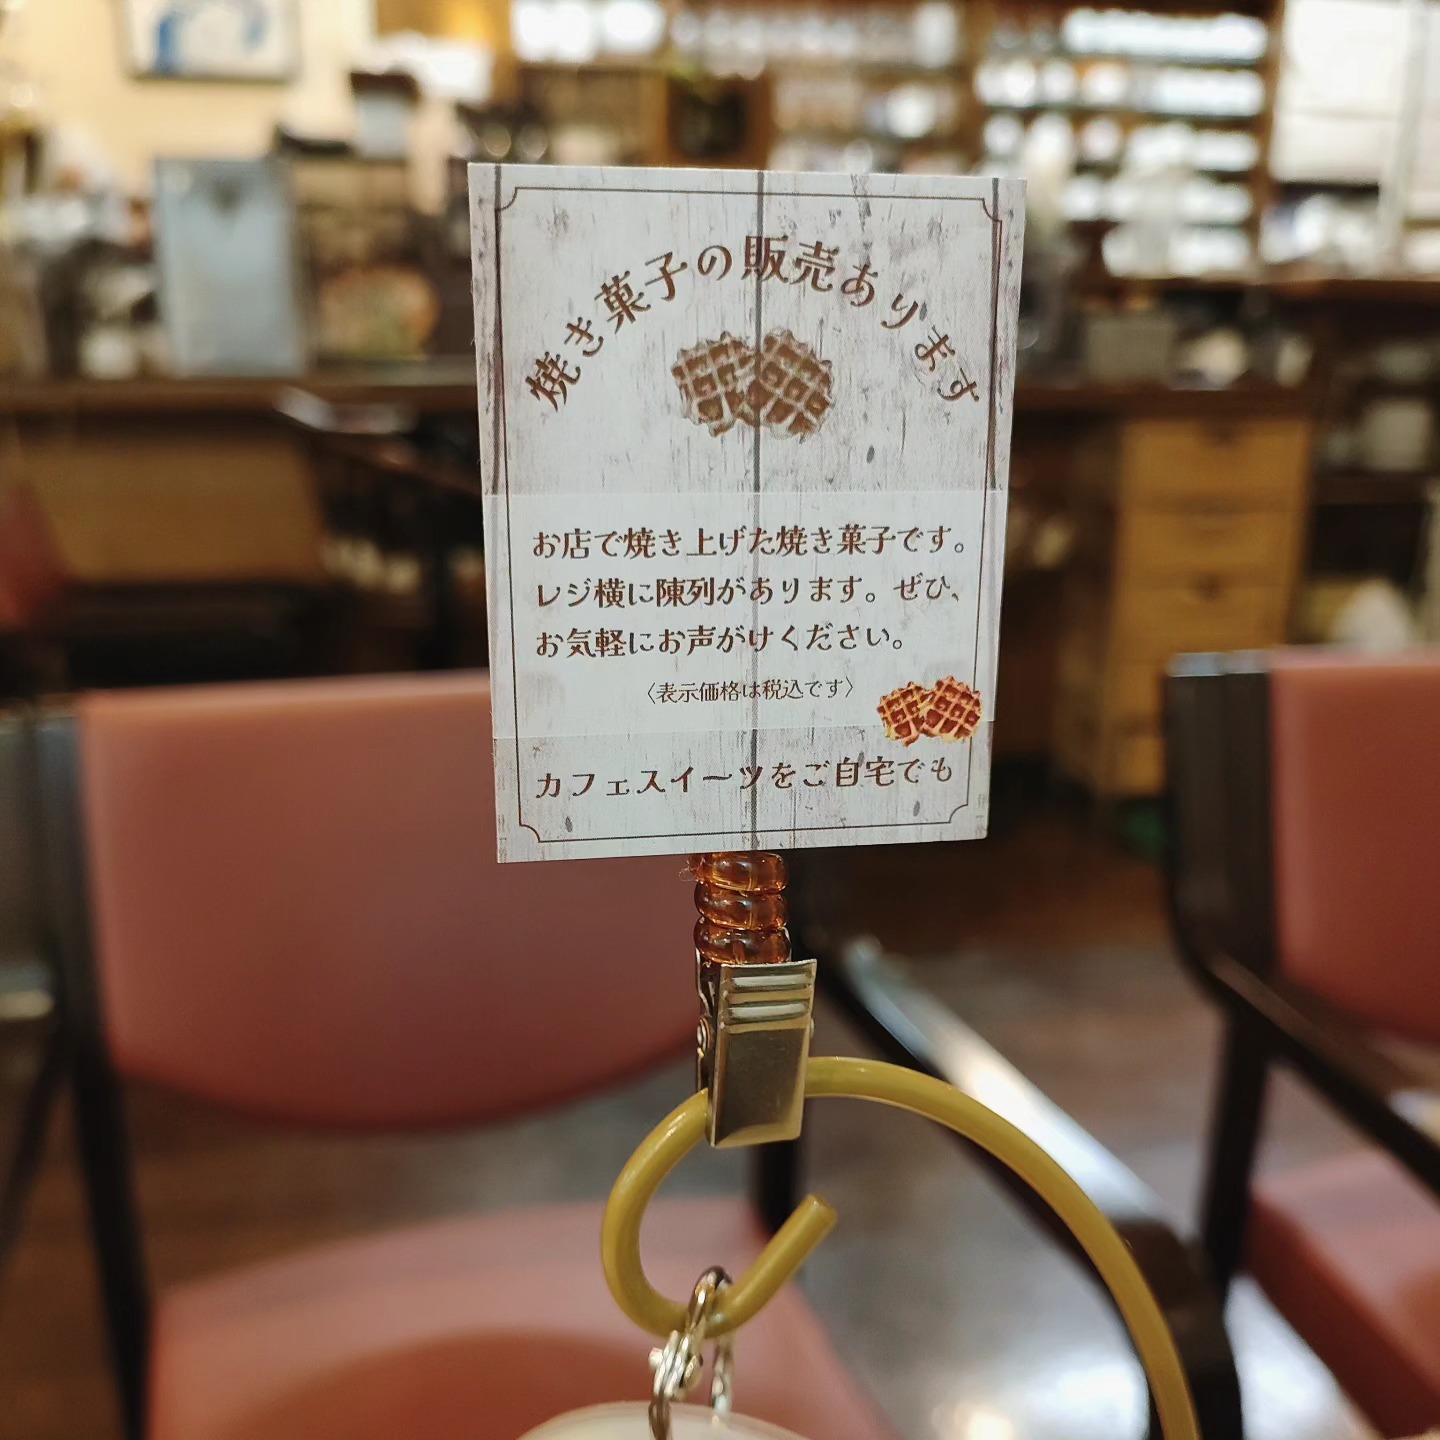 焼き菓子の販売あります
お店で焼き上げた焼き菓子です。
レジ横に陳列があります。ぜひ、
お気軽にお声がけください。
〈表示価格は税込です〉
カフェスイーツをご自宅でも